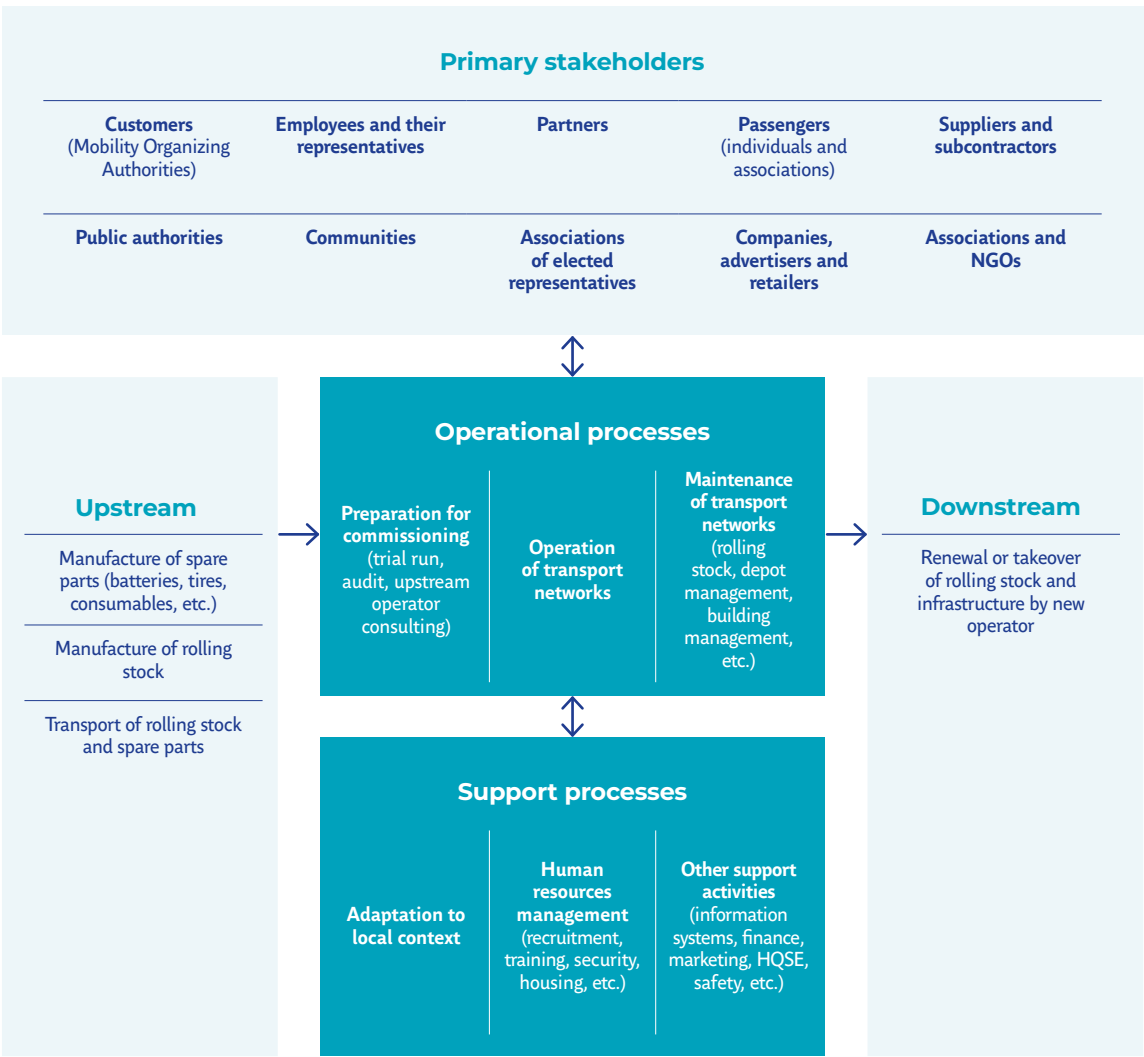 Primary stakeholders
Customers
(Mobility Organizing
Authorities)
Employees and their
representatives
Partners
Passengers
(individuals and
associations)
Suppliers and
subcontractors
Public authorities
Communities
Associations
of elected
representatives
Companies,
advertisers and
retailers
Associations and
NGOs
Upstream
Manufacture of spare
parts (batteries, tires,
consumables, etc.)
Manufacture of rolling
stock
Transport of rolling stock
and spare parts
Operational processes
Preparation for
commissioning
(trial run,
audit, upstream
operator
consulting)
Operation
of transport
networks
Maintenance
of transport
networks
(rolling
stock, depot
management,
building
management,
etc.)
Downstream
Renewal or takeover
of rolling stock and
infrastructure by new
operator
Support processes
Adaptation to
local context
Human
resources
management
(recruitment,
training, security,
housing, etc.)
Other support
activities
(information
systems, finance,
marketing, HQSE,
safety, etc.)